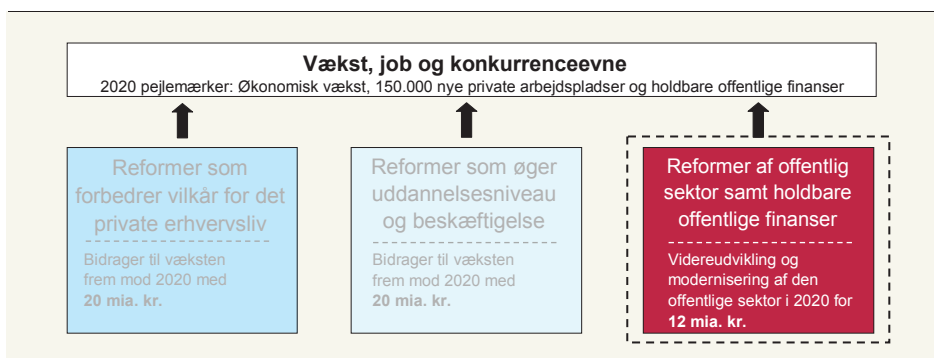 Vækst, job og konkurrenceevne
2020 pejlemærker: Økonomisk vækst, 150.000 nye private arbejdspladser og holdbare offentlige finanser
Reformer som
forbedrer vilkår for det
private erhvervsliv
Bidrager til væksten
frem mod 2020 med
20 mia. kr.
Reformer som øger
uddannelsesniveau
og beskæftigelse
Bidrager til væksten
frem mod 2020 med
20 mia. kr.
Reformer af offentlig
sektor samt holdbare
offentlige finanser
Videreudvikling og
modernisering af den
offentlige sektor i 2020 for
12 mia. kr.